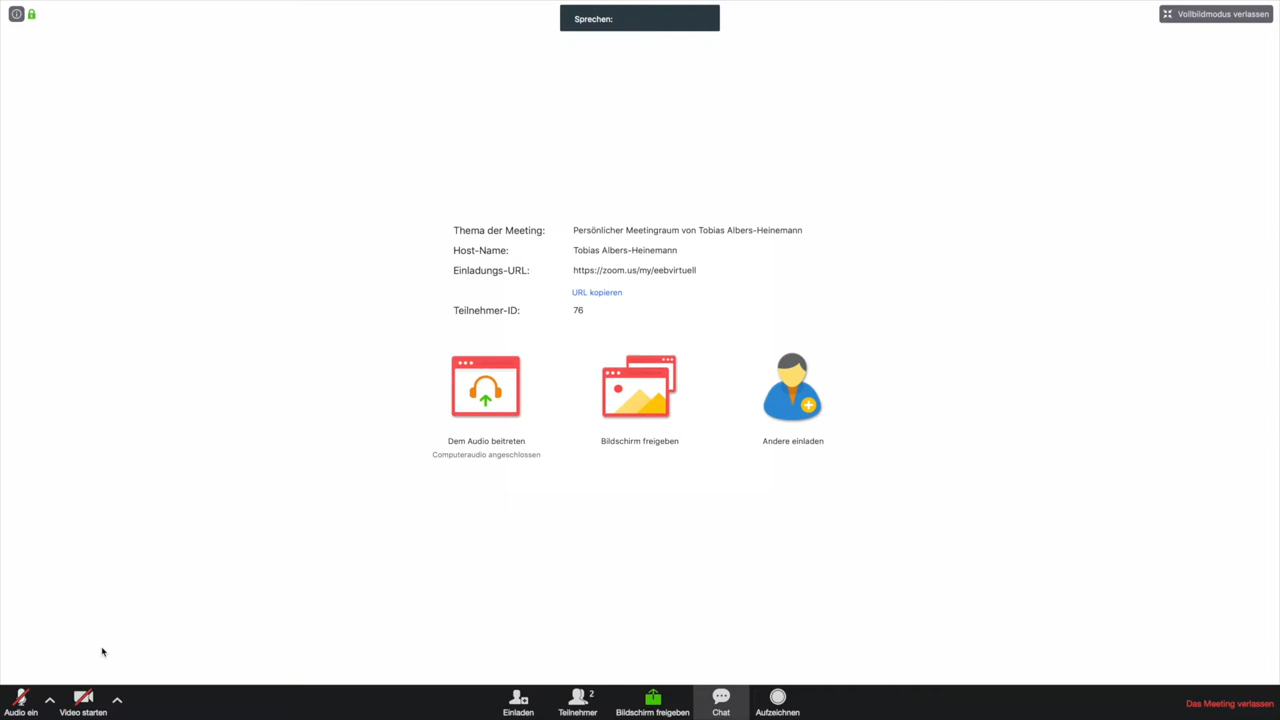 Sprechen:
Vollbildmodus verlassen
Thema der Meeting: Persönlicher Meetingraum von Tobias Albers-Heinemann
Host-Name: Tobias Albers-Heinemann
Einladungs-URL: https://zoom.us/my/eebvirtuell
URL kopieren
Teilnehmer-ID: 76
Dem Audio beitreten
Computeraudio angeschlossen
Bildschirm freigeben
Andere einladen
Audio ein
Video starten
Einladen
2
Teilnehmer
Bildschirm freigeben
Chat
Aufzeichnen
Das Meeting verlassen